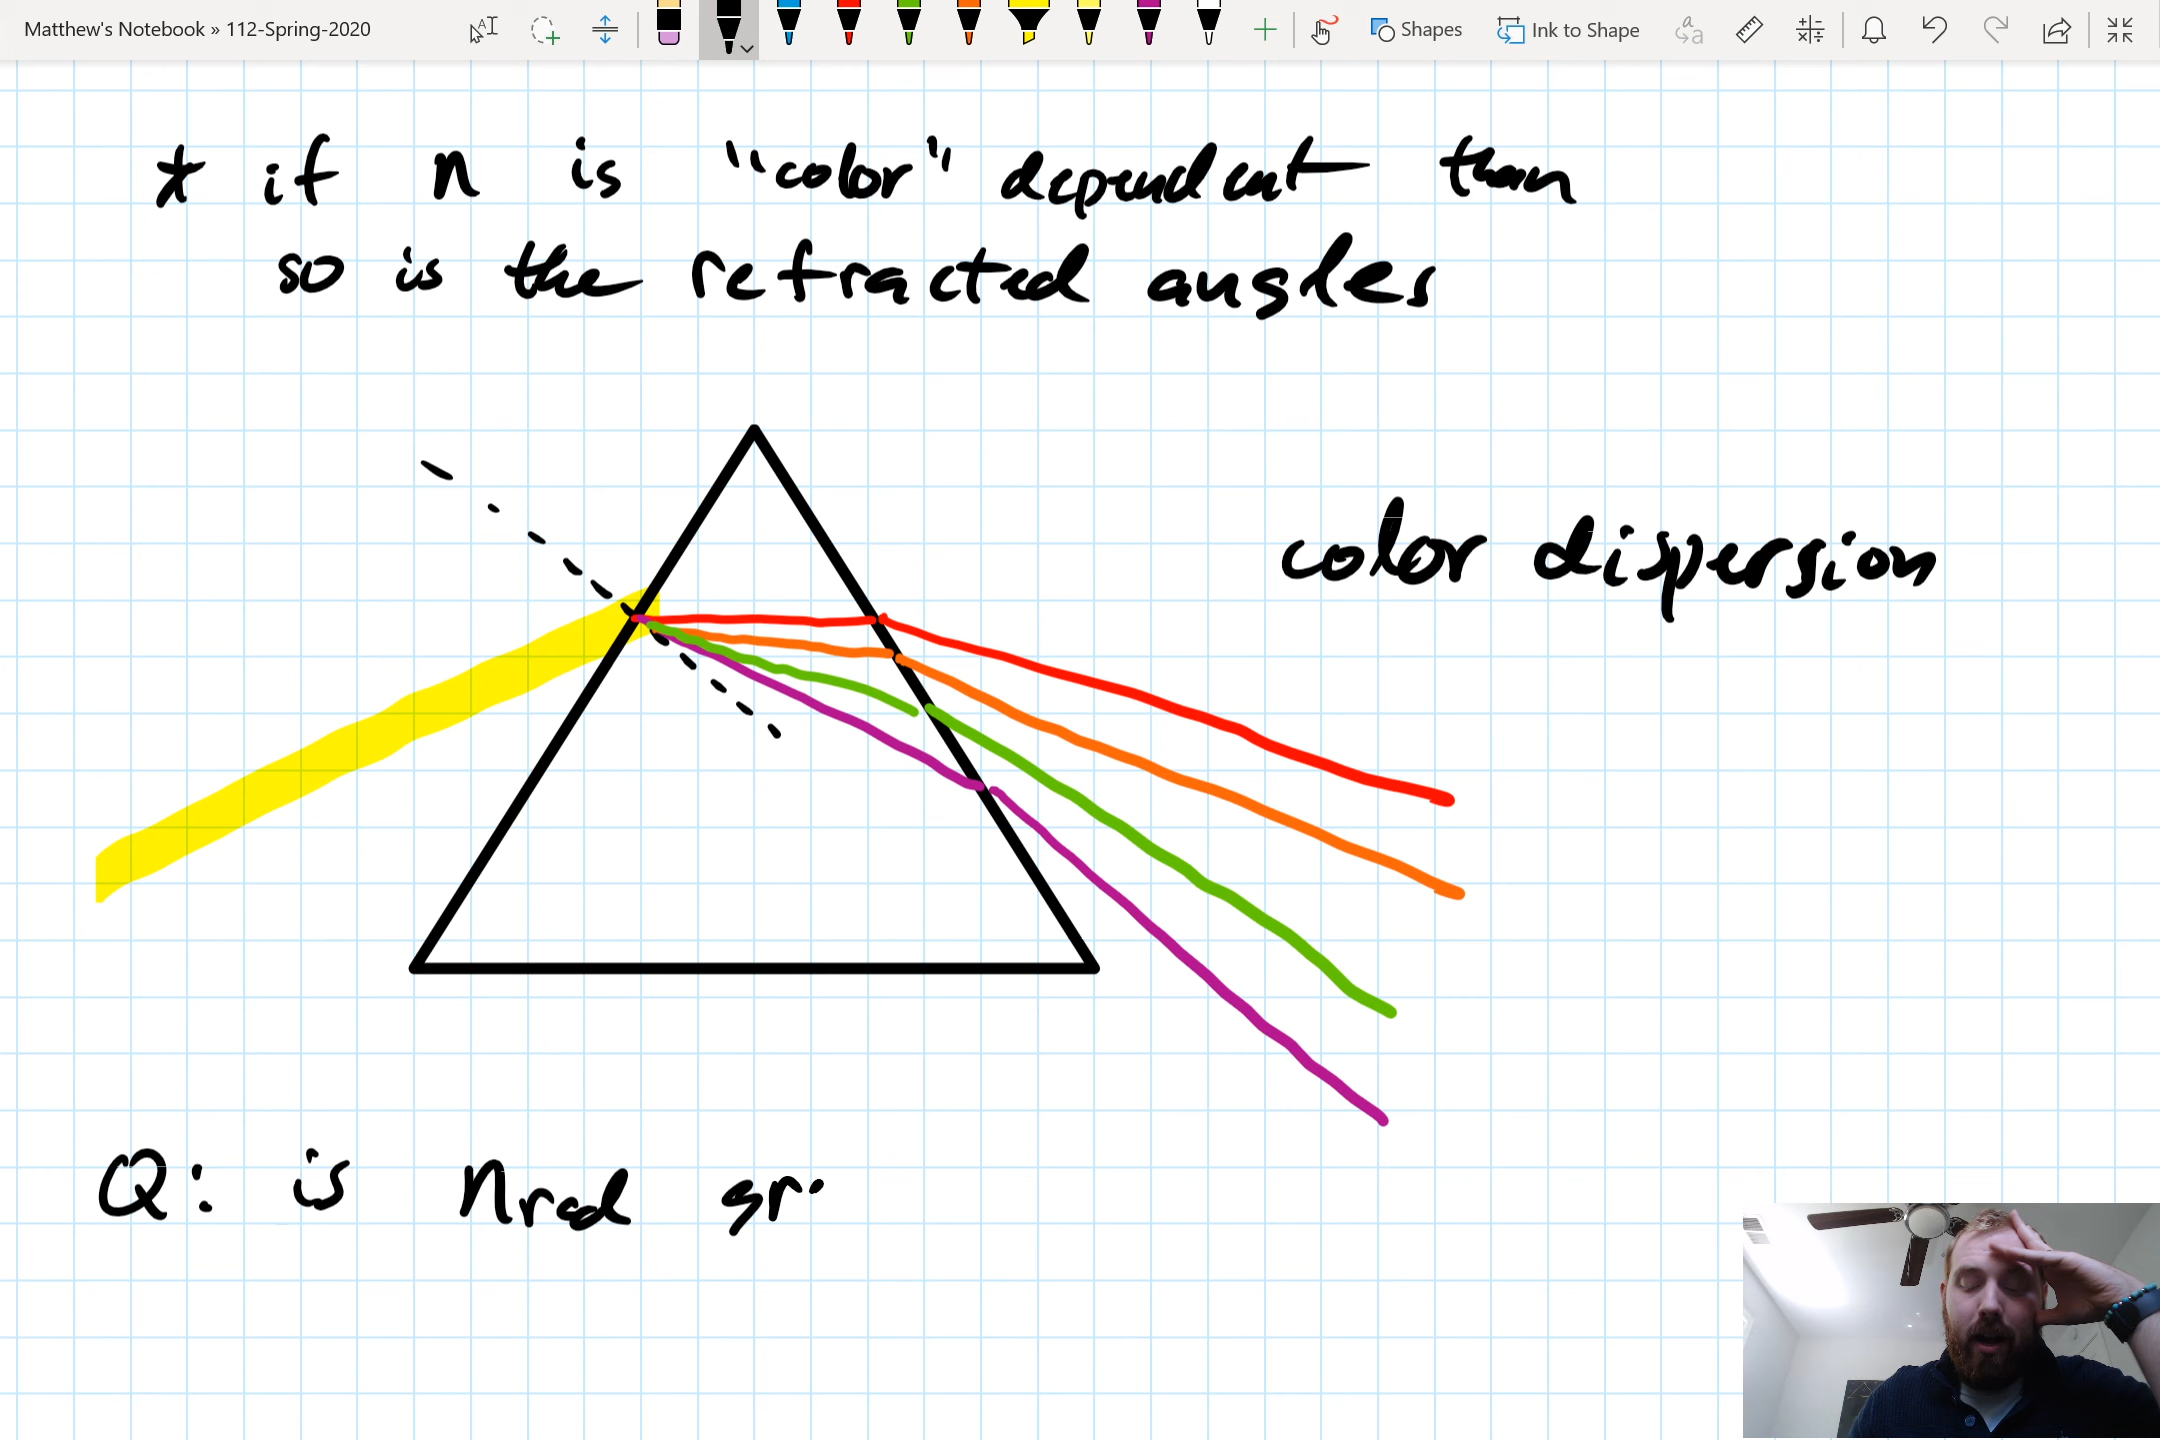 Matthew's Notebook » 112-Spring-2020
Shapes
Ink to Shape
* if n is "color" dependent than
so is the refracted angles
color dispersion
Q: is nred gr